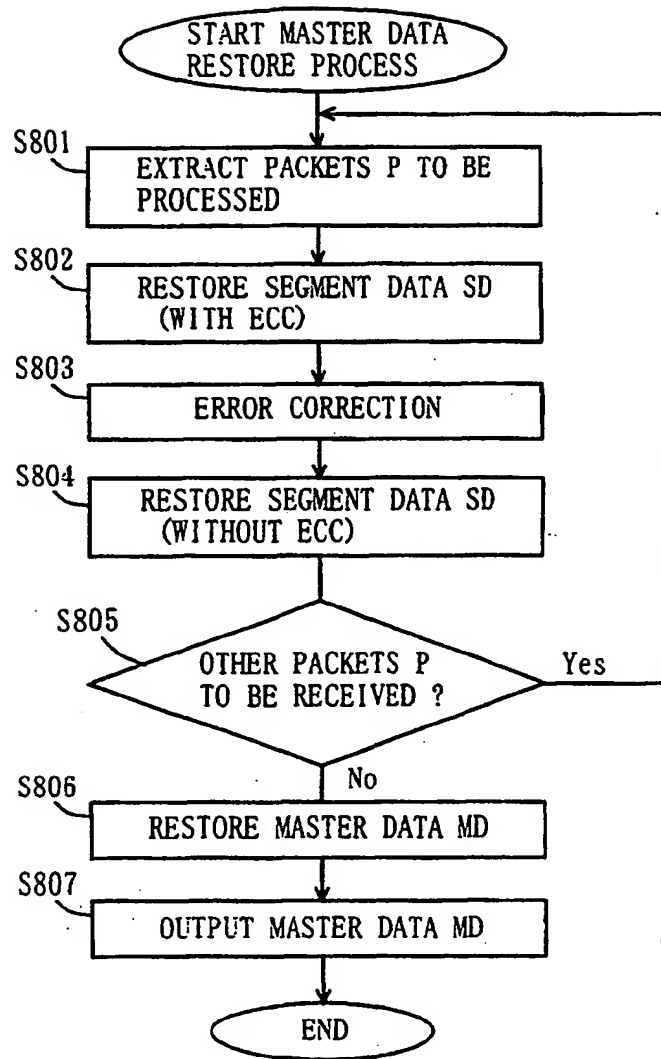 START MASTER DATA
RESTORE PROCESS
S801
EXTRACT PACKETS P TO BE
PROCESSED
S802
RESTORE SEGMENT DATA SD
(WITH ECC)
S803
ERROR CORRECTION
S804
RESTORE SEGMENT DATA SD
(WITHOUT ECC)
S805
OTHER PACKETS P
TO BE RECEIVED ?
Yes
No
S806
RESTORE MASTER DATA MD
S807
OUTPUT MASTER DATA MD
END